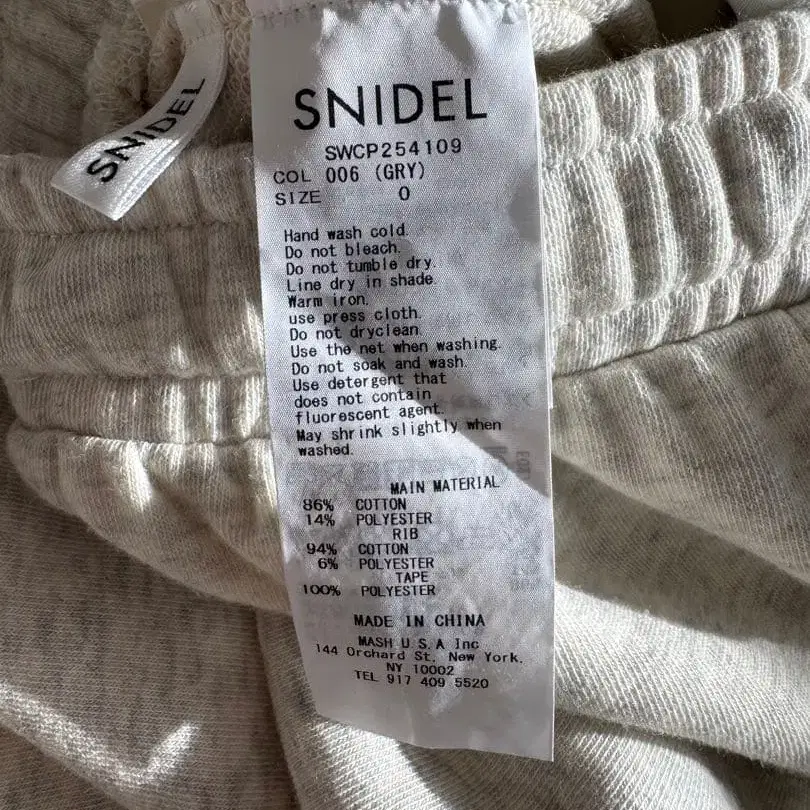 SNIDEL
SNIDEL
SWCP254109
COL 006 (GRY)
SIZE 0
Hand wash cold.
Do not bleach.
Do not tumble dry.
Line dry in shade.
Warm iron.
use press cloth.
Do not dryclean.
Use the net when washing.
Do not soak and wash.
Use detergent that
does not contain
fluorescent agent.
May shrink slightly when
washed.
MAIN MATERIAL
86% COTTON
14% POLYESTER
RIB
94% COTTON
6% POLYESTER
TAPE
100% POLYESTER
MADE IN CHINA
MASH U.S.A Inc
144 Orchard St, New York,
NY 10002
TEL 917 409 5520